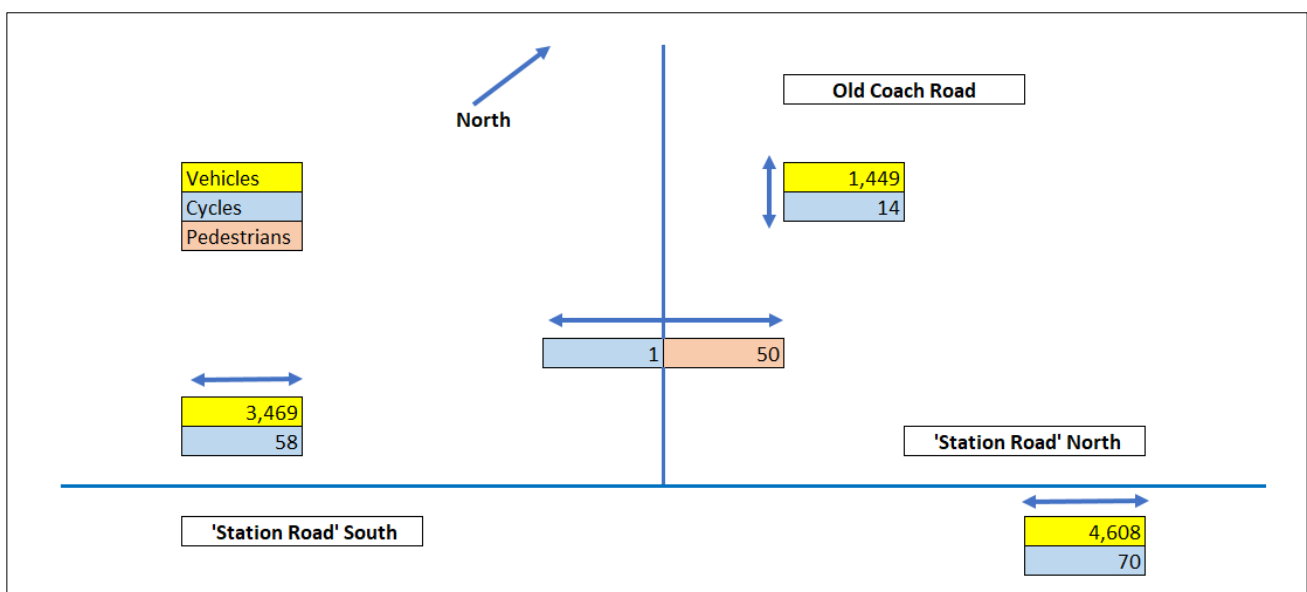 Old Coach Road
North
Vehicles
1,449
Cycles
14
Pedestrians
1
50
3,469
58
'Station Road' North
'Station Road' South
4,608
70